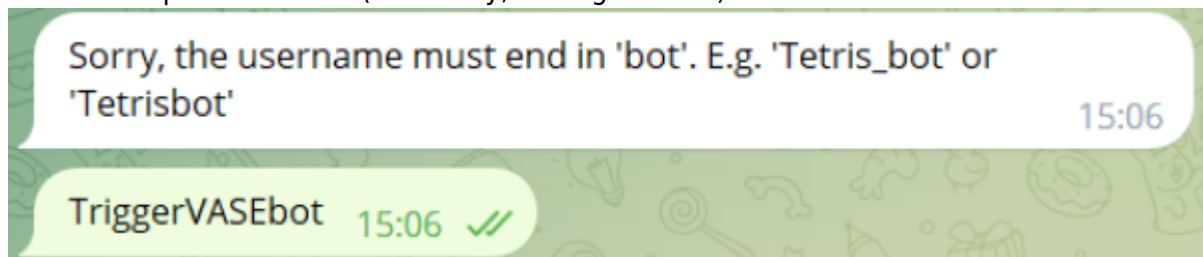 Sorry, the username must end in 'bot'. E.g. 'Tetris_bot' or
'Tetrisbot'
15:06
TriggerVASEbot 15:06